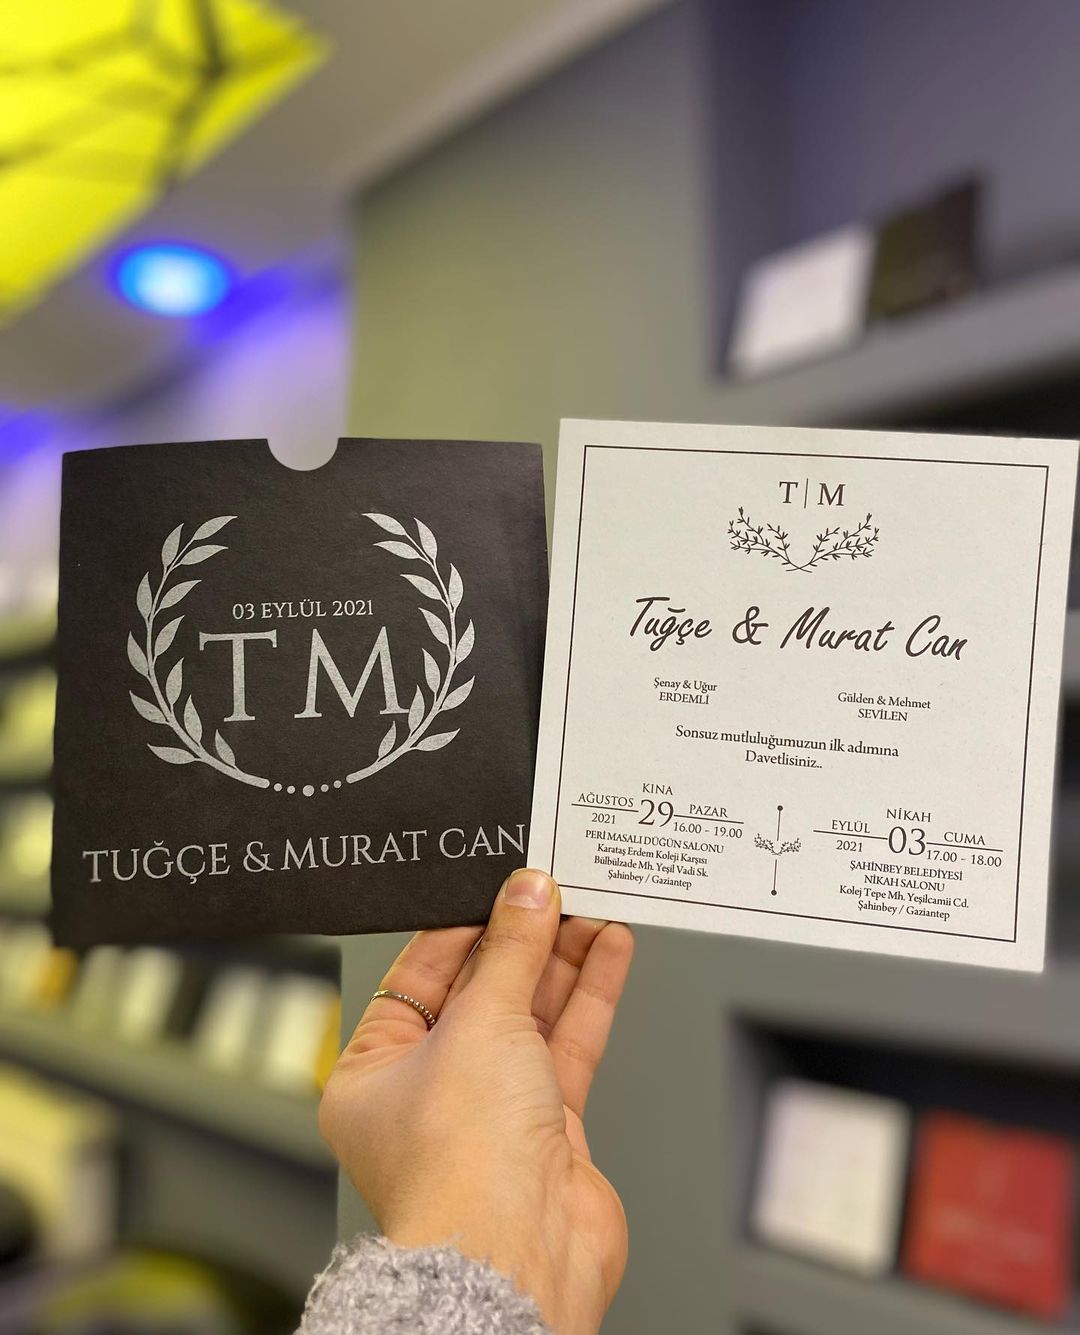 03 EYLÜL 2021
T M
TUĞÇE & MURAT CAN
T | M
Tuğçe & Murat Can
Şenay & Uğur
ERDEMLİ
Gülden & Mehmet
SEVİLEN
Sonsuz mutluluğumuzun ilk adımına
Davetlisiniz..
KINA
AĞUSTOS 29 PAZAR
2021 16.00 - 19.00
PERİ MASALI DÜĞÜN SALONU
Karataş Erdem Koleji Karşısı
Bülbülzade Mh. Yeşil Vadi Sk.
Şahinbey / Gaziantep
NİKAH
EYLÜL 03 CUMA
2021 17.00 - 18.00
ŞAHİNBEY BELEDİYESİ
NİKAH SALONU
Kolej Tepe Mh. Yeşilcamii Cd.
Şahinbey / Gaziantep